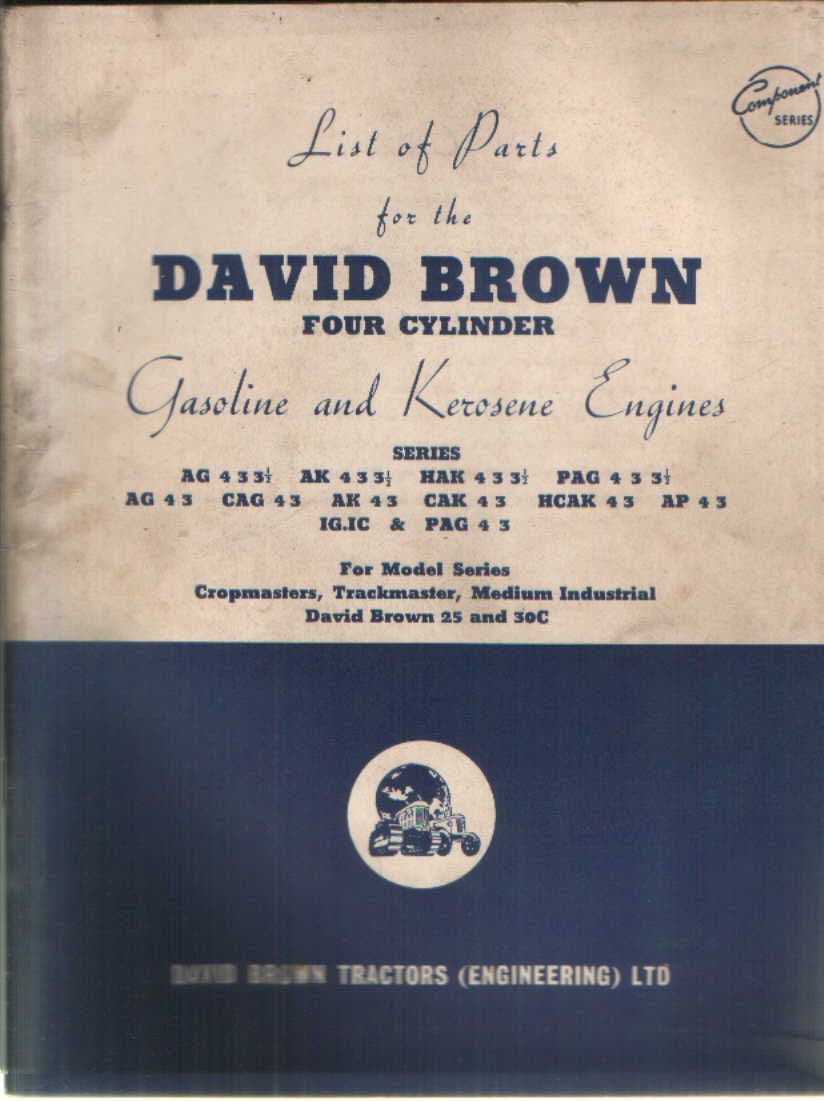 Component
SERIES
List of Parts
for the
DAVID BROWN
FOUR CYLINDER
Gasoline and Kerosene Engines
SERIES
AG 4 3 3½ AK 4 3 3½ HAK 4 3 3½ PAG 4 3 3½
AG 4 3 CAG 4 3 AK 4 3 CAK 4 3 HCAK 4 3 AP 4 3
IG.IC & PAG 4 3
For Model Series
Cropmasters, Trackmaster, Medium Industrial
David Brown 25 and 30C
DAVID BROWN TRACTORS (ENGINEERING) LTD